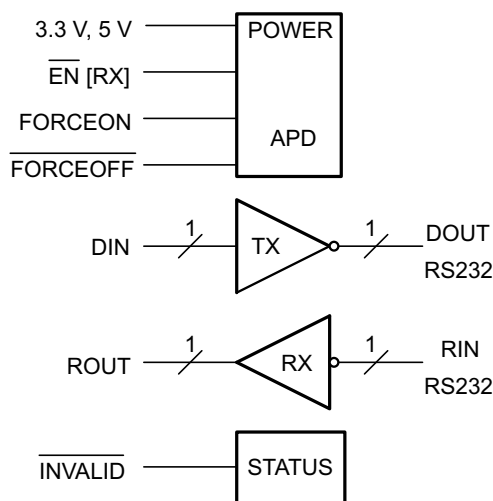 3.3 V, 5 V
POWER
EN [RX]
FORCEON
APD
FORCEOFF
DIN
1
TX
1
DOUT
RS232
ROUT
1
RX
1
RIN
RS232
INVALID
STATUS